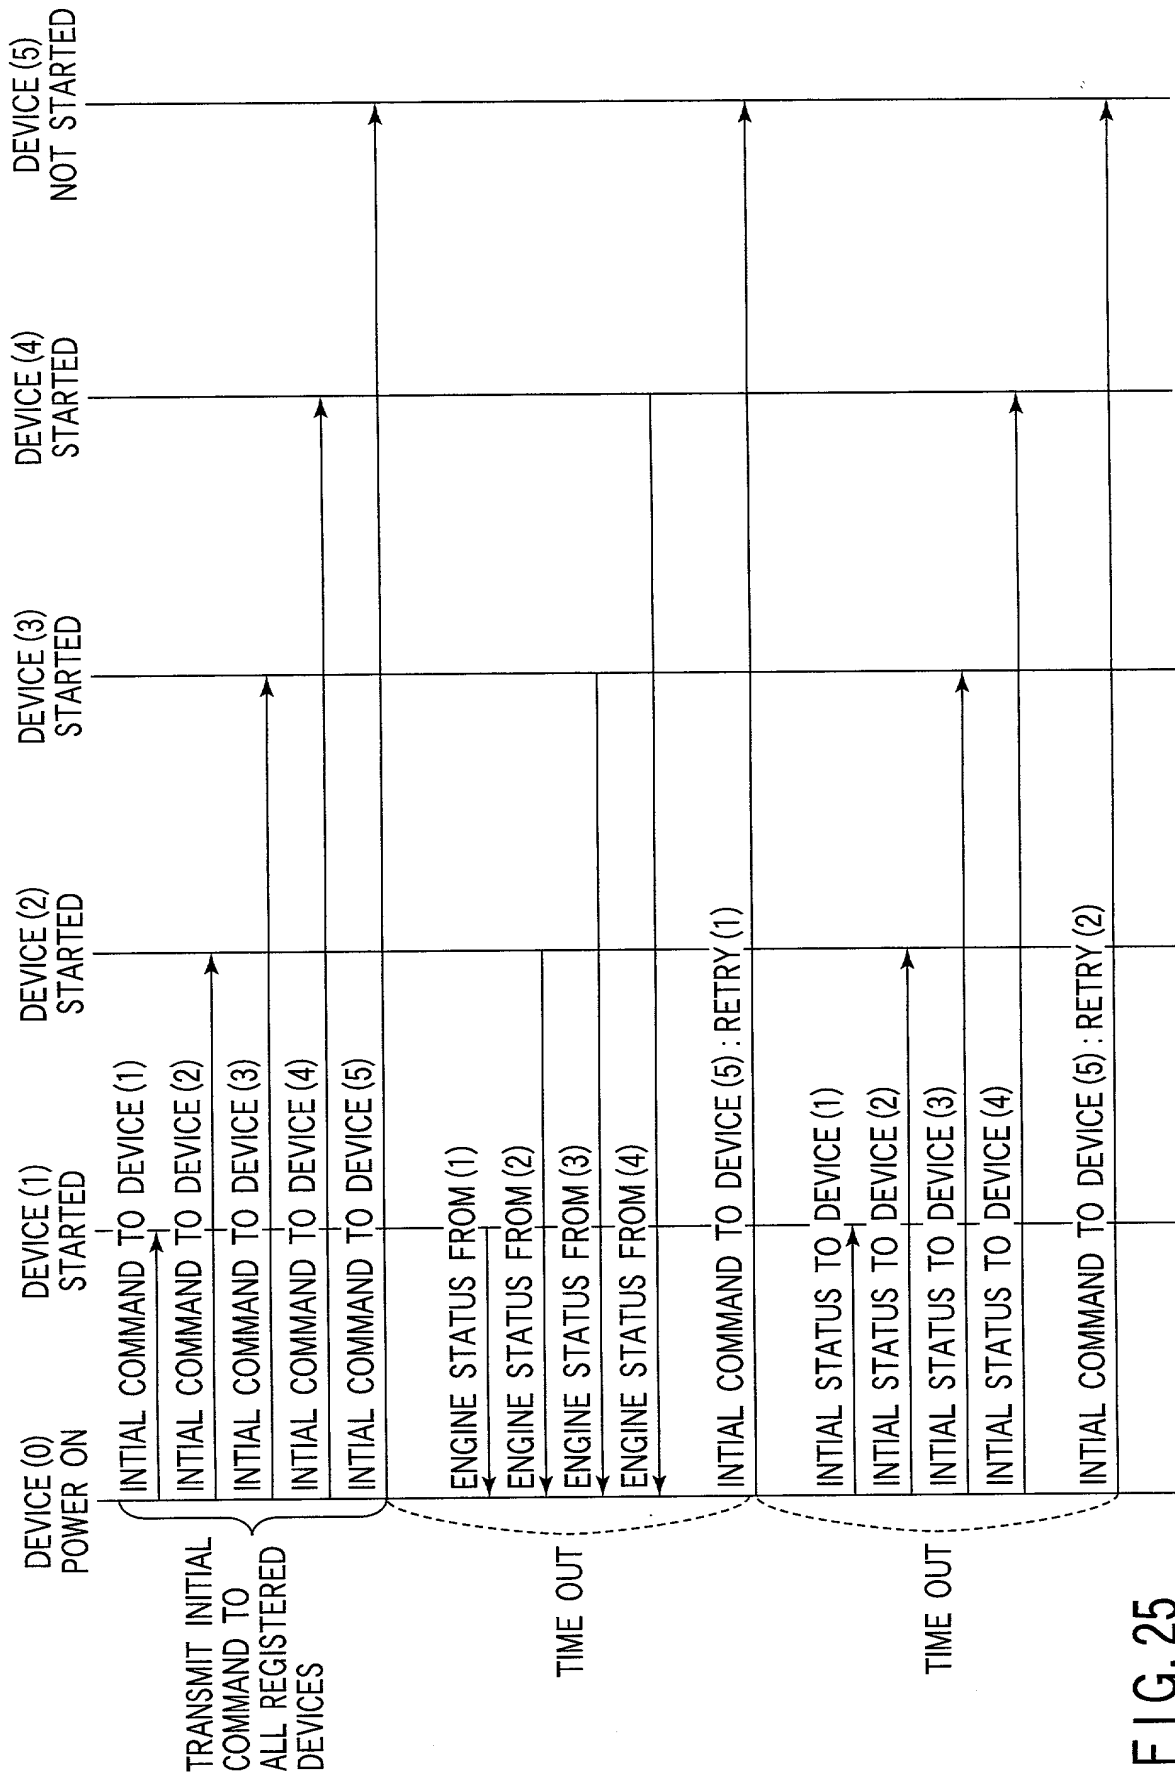 DEVICE (0)
POWER ON
DEVICE (1)
STARTED
DEVICE (2)
STARTED
DEVICE (3)
STARTED
DEVICE (4)
STARTED
DEVICE (5)
NOT STARTED
TRANSMIT INITIAL
COMMAND TO
ALL REGISTERED
DEVICES
INTIAL COMMAND TO DEVICE (1)
INTIAL COMMAND TO DEVICE (2)
INTIAL COMMAND TO DEVICE (3)
INTIAL COMMAND TO DEVICE (4)
INTIAL COMMAND TO DEVICE (5)
TIME OUT
ENGINE STATUS FROM (1)
ENGINE STATUS FROM (2)
ENGINE STATUS FROM (3)
ENGINE STATUS FROM (4)
INTIAL COMMAND TO DEVICE (5) : RETRY (1)
TIME OUT
INTIAL STATUS TO DEVICE (1)
INTIAL STATUS TO DEVICE (2)
INTIAL STATUS TO DEVICE (3)
INTIAL STATUS TO DEVICE (4)
INTIAL COMMAND TO DEVICE (5) : RETRY (2)
FIG. 25